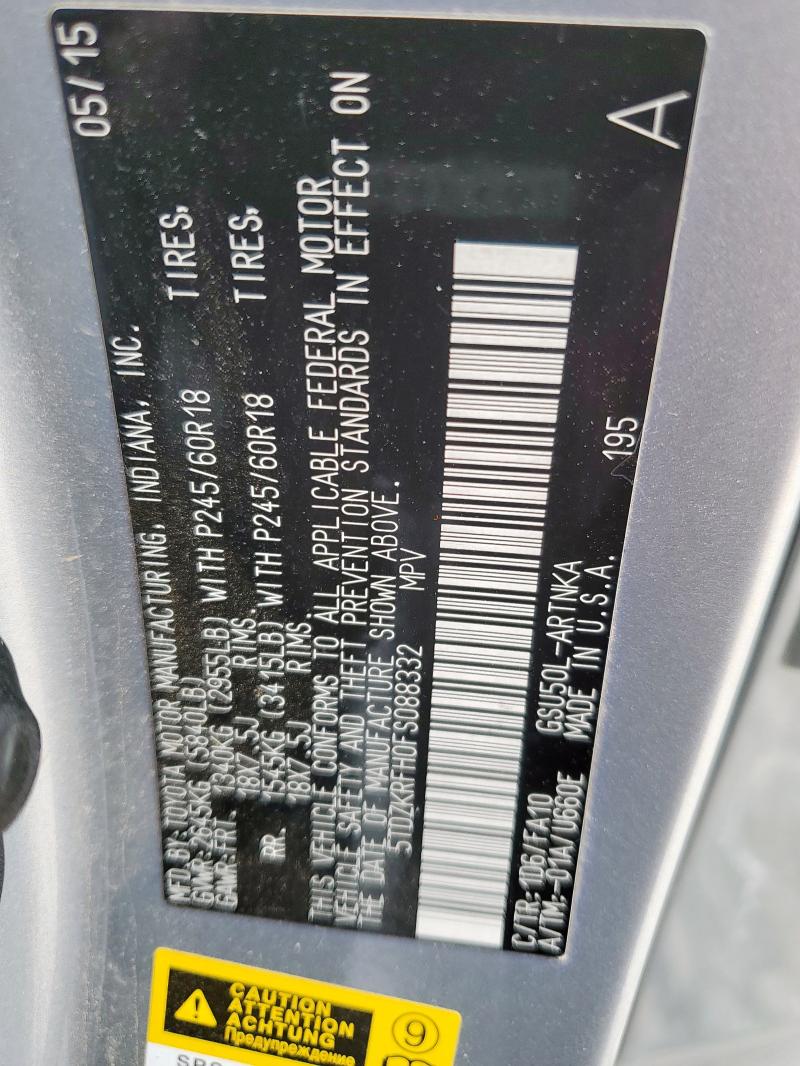 MFD BY: TOYOTA MOTOR MANUFACTURING, INDIANA, INC. 05/15
GVWR: 2645KG (5840LB)
GAWR: FRT. 1340KG (2955LB) WITH P245/60R18 TIRES,
18X7.5J RIMS.
RR. 1545KG (3415LB) WITH P245/60R18 TIRES,
18X7.5J RIMS.
THIS VEHICLE CONFORMS TO ALL APPLICABLE FEDERAL MOTOR
VEHICLE SAFETY AND THEFT PREVENTION STANDARDS IN EFFECT ON
THE DATE OF MANUFACTURE SHOWN ABOVE.
5TDZKRFH0FS088332 MPV
C/TR: 1D6/FA10 GSU50L-ARTNKA 195
A/TM: -01A/U660E MADE IN U.S.A. A
CAUTION
ATTENTION
ACHTUNG
Предупреждение
9